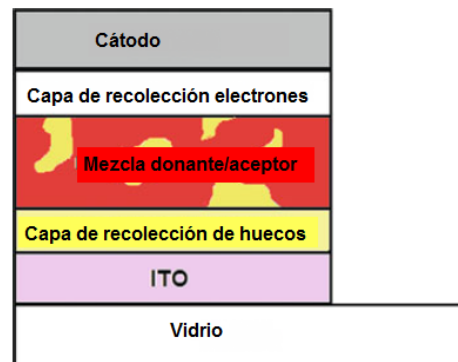 Cátodo
Capa de recolección electrones
Mezcla donante/aceptor
Capa de recolección de huecos
ITO
Vidrio